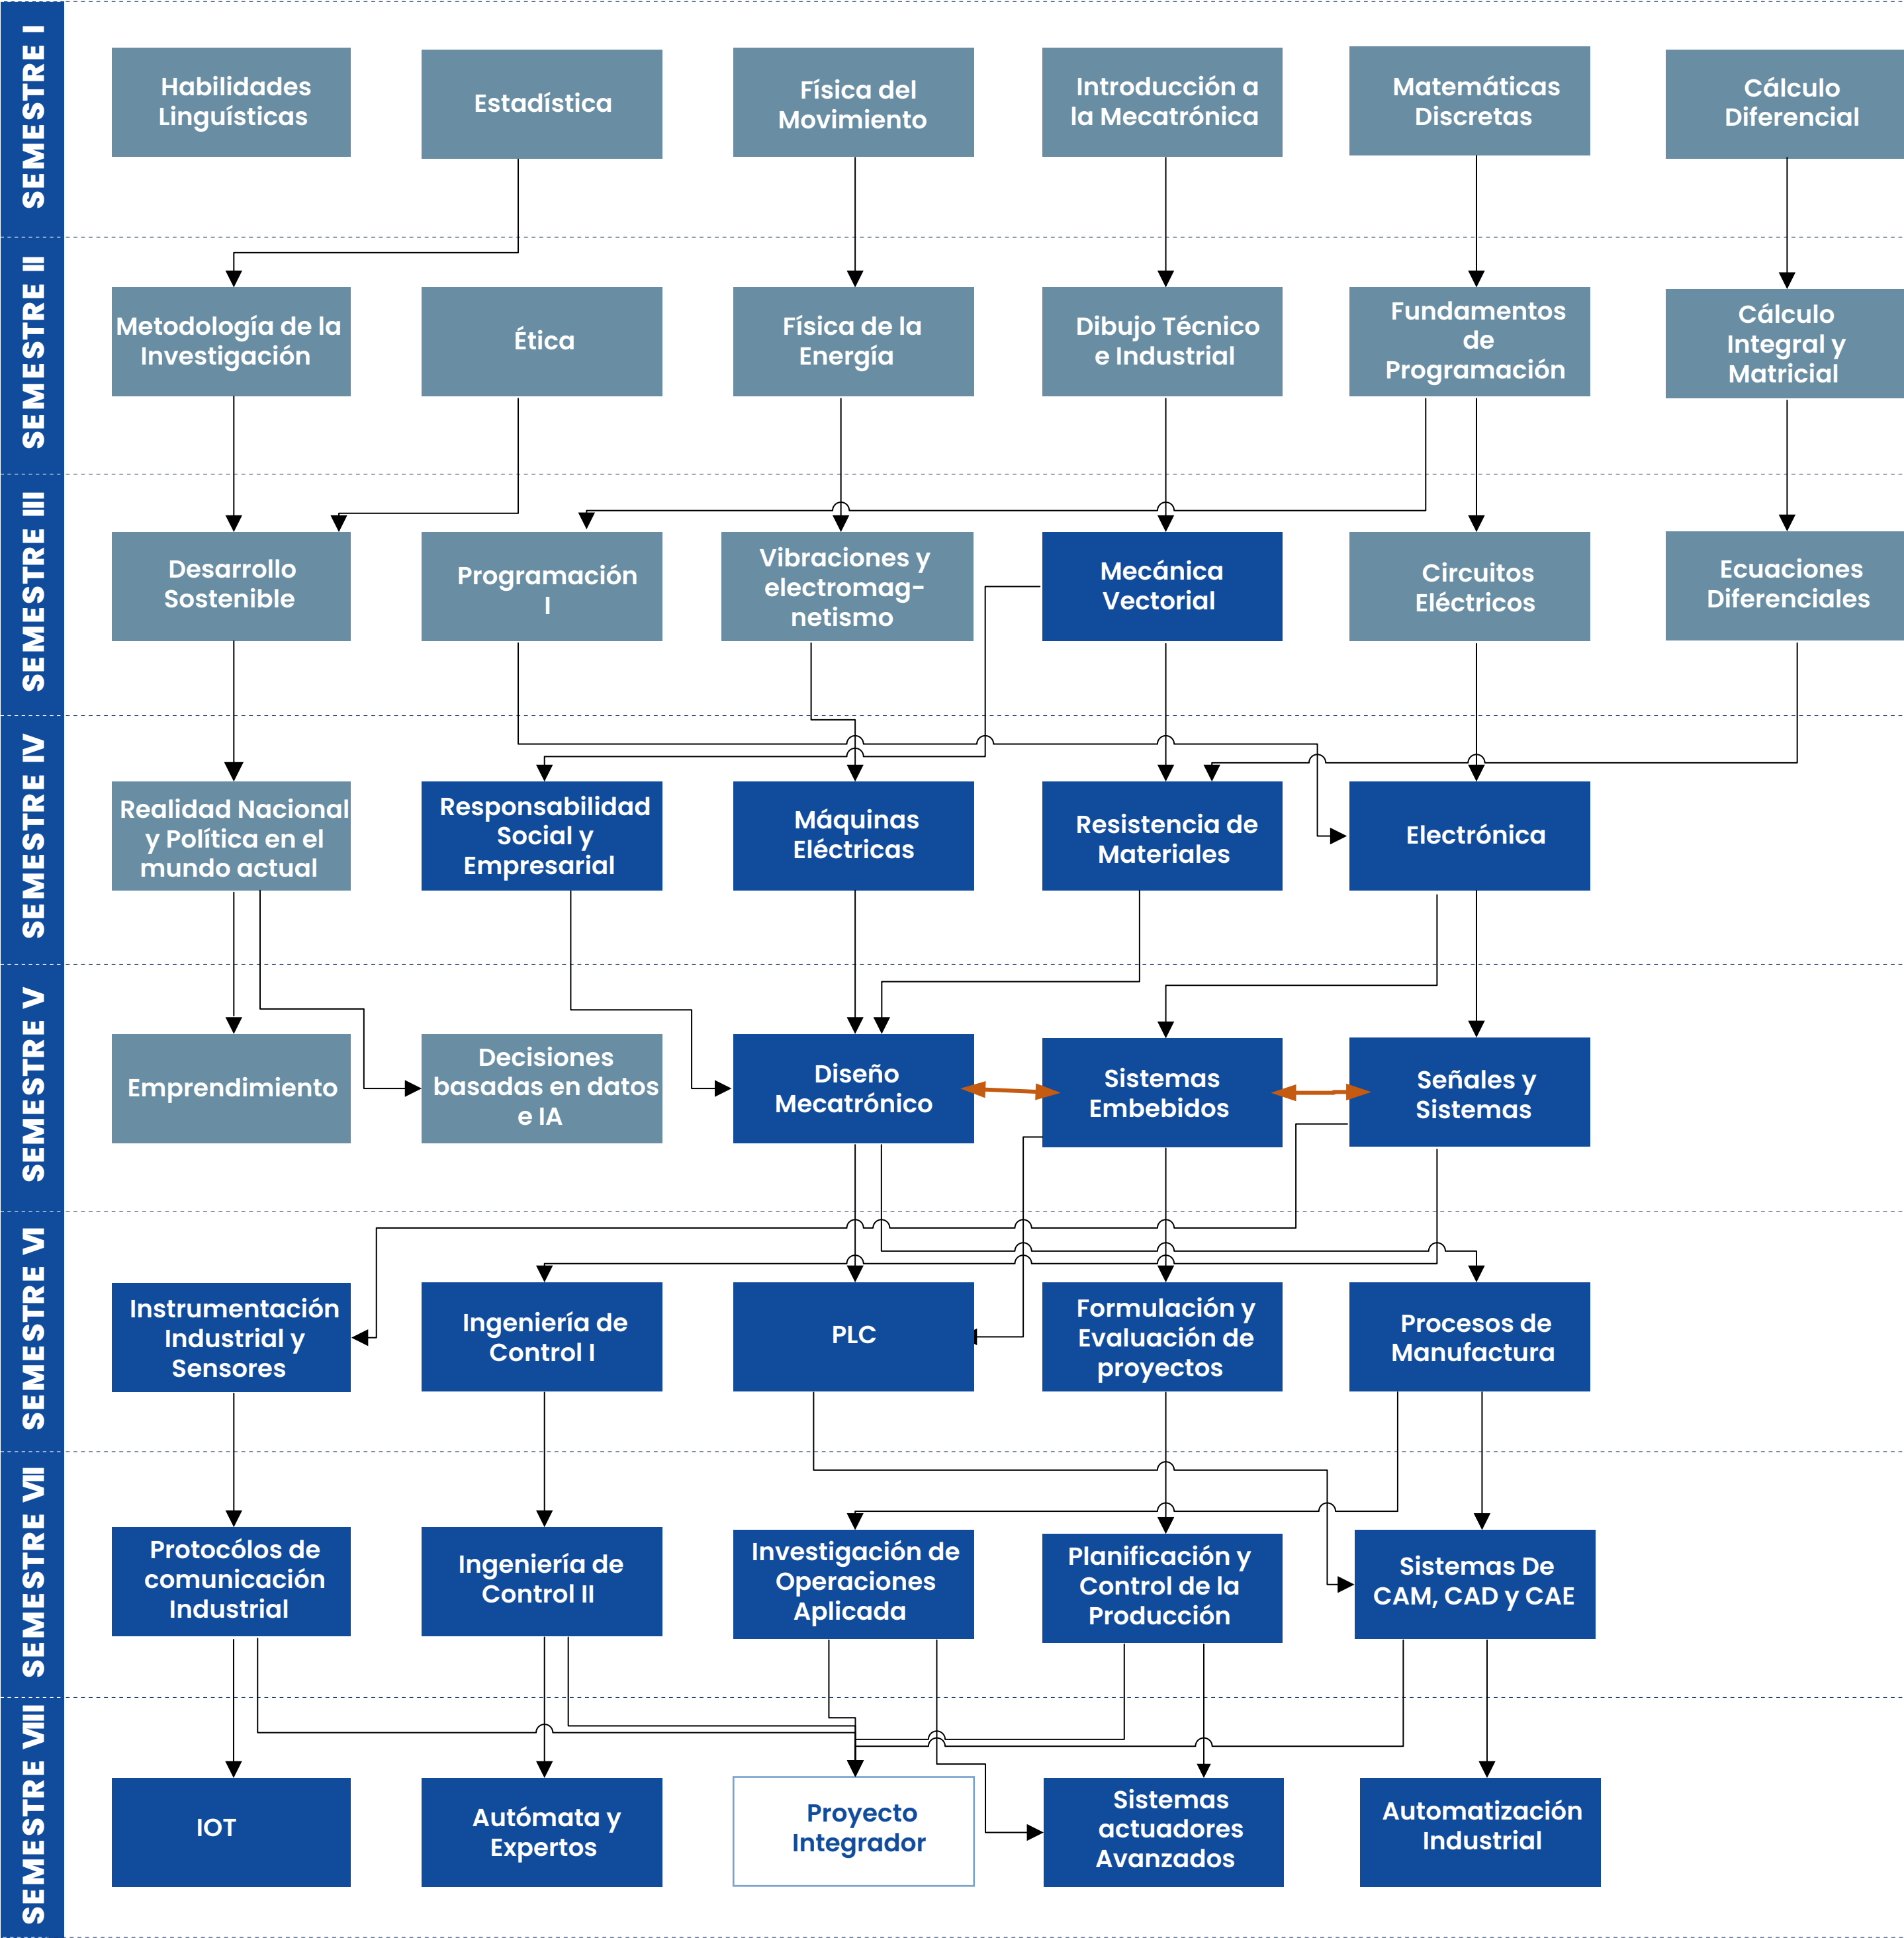 SEMESTRE I
Habilidades
Linguísticas
Estadística
Física del
Movimiento
Introducción a
la Mecatrónica
Matemáticas
Discretas
Cálculo
Diferencial
SEMESTRE II
Metodología de la
Investigación
Ética
Física de la
Energía
Dibujo Técnico
e Industrial
Fundamentos
de
Programación
Cálculo
Integral y
Matricial
SEMESTRE III
Desarrollo
Sostenible
Programación
I
Vibraciones y
electromag-
netismo
Mecánica
Vectorial
Circuitos
Eléctricos
Ecuaciones
Diferenciales
SEMESTRE IV
Realidad Nacional
y Política en el
mundo actual
Responsabilidad
Social y
Empresarial
Máquinas
Eléctricas
Resistencia de
Materiales
Electrónica
SEMESTRE V
Emprendimiento
Decisiones
basadas en datos
e IA
Diseño
Mecatrónico
Sistemas
Embebidos
Señales y
Sistemas
SEMESTRE VI
Instrumentación
Industrial y
Sensores
Ingeniería de
Control I
PLC
Formulación y
Evaluación de
proyectos
Procesos de
Manufactura
SEMESTRE VII
Protocólos de
comunicación
Industrial
Ingeniería de
Control II
Investigación de
Operaciones
Aplicada
Planificación y
Control de la
Producción
Sistemas De
CAM, CAD y CAE
SEMESTRE VIII
IOT
Autómata y
Expertos
Proyecto
Integrador
Sistemas
actuadores
Avanzados
Automatización
Industrial